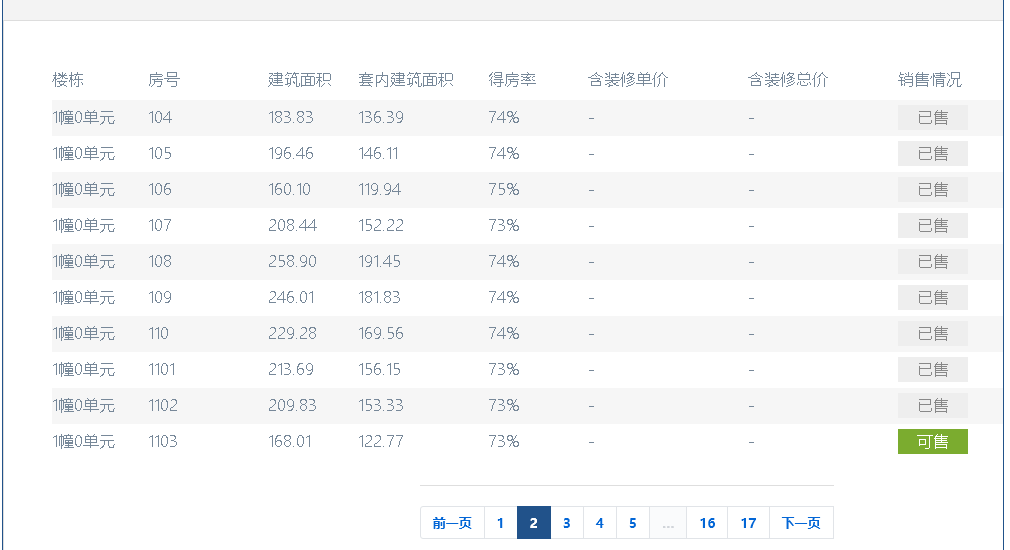 楼栋 房号 建筑面积 套内建筑面积 得房率 含装修单价 含装修总价 销售情况
1幢0单元 104 183.83 136.39 74% - - 已售
1幢0单元 105 196.46 146.11 74% - - 已售
1幢0单元 106 160.10 119.94 75% - - 已售
1幢0单元 107 208.44 152.22 73% - - 已售
1幢0单元 108 258.90 191.45 74% - - 已售
1幢0单元 109 246.01 181.83 74% - - 已售
1幢0单元 110 229.28 169.56 74% - - 已售
1幢0单元 1101 213.69 156.15 73% - - 已售
1幢0单元 1102 209.83 153.33 73% - - 已售
1幢0单元 1103 168.01 122.77 73% - - 可售
前一页 1 2 3 4 5 ... 16 17 下一页